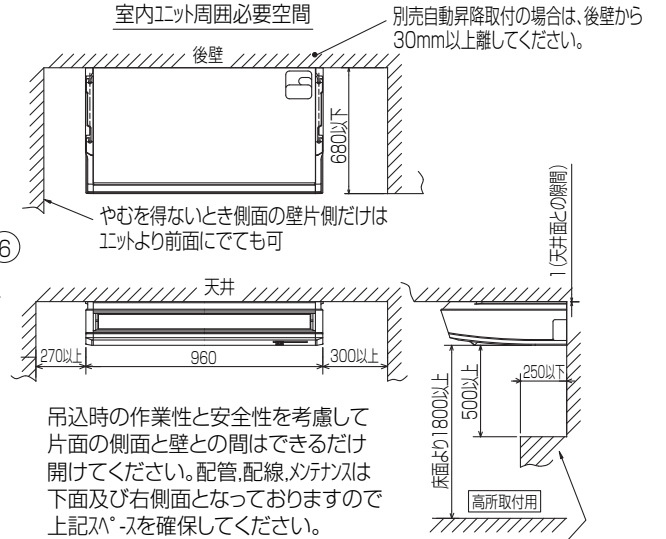 室内ユニット周囲必要空間
別売自動昇降取付の場合は、後壁から
30mm以上離してください。
後壁
680以下
やむを得ないとき側面の壁片側だけは
ユニットより前面にでても可
6
1(天井面との隙間)
天井
270以上
960
300以上
床面より1800以上
500以上
250以下
高所取付用
吊込時の作業性と安全性を考慮して
片面の側面と壁との間はできるだけ
開けてください。配管,配線,メンテナンスは
下面及び右側面となっておりますので
上記スペースを確保してください。